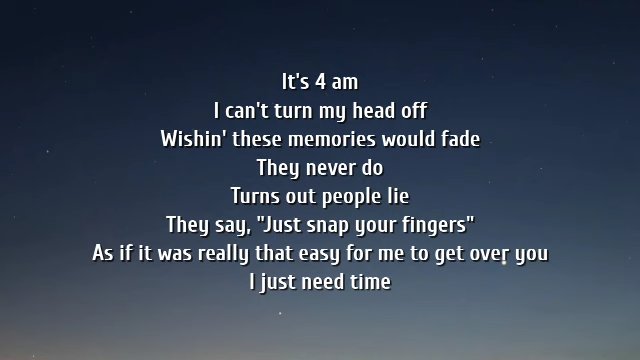 It's 4 am
I can't turn my head off
Wishin' these memories would fade
They never do
Turns out people lie
They say, "Just snap your fingers"
As if it was really that easy for me to get over you
I just need time